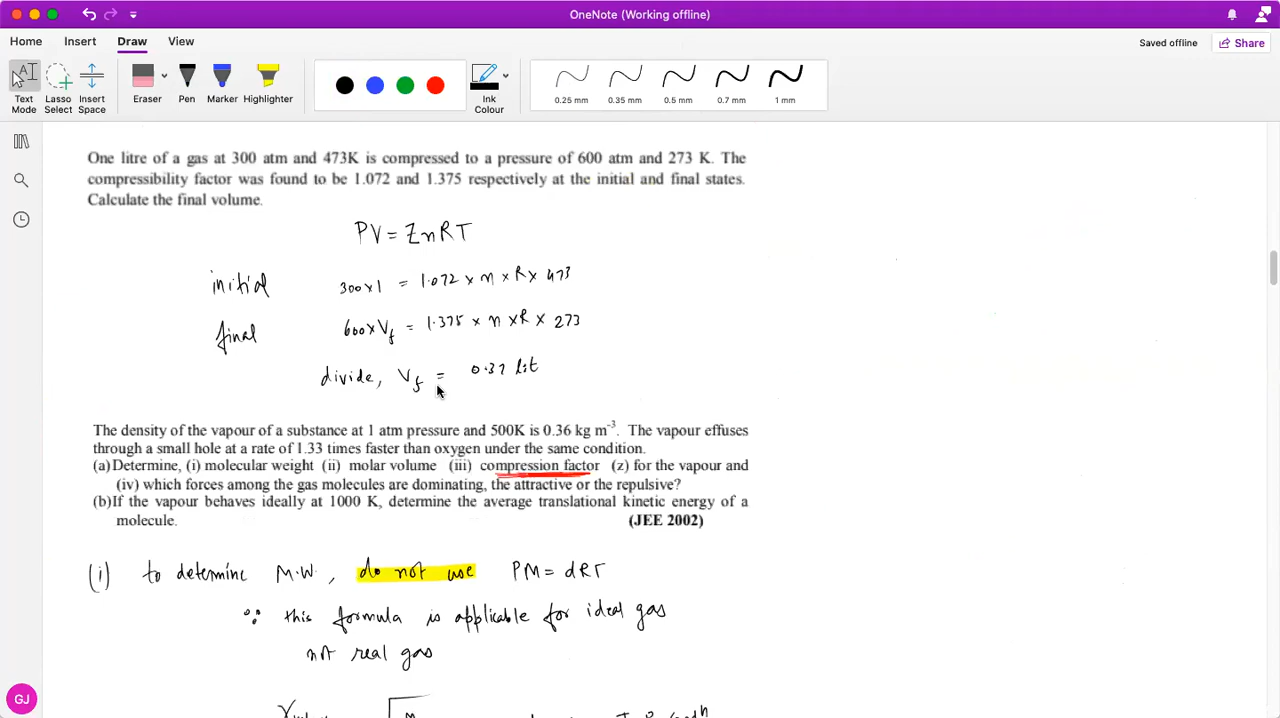 OneNote (Working offline)
Home Insert Draw View
Saved offline
Share
Text Mode
Lasso Select
Insert Space
Eraser
Pen
Marker
Highlighter
Ink Colour
0.25 mm
0.35 mm
0.5 mm
0.7 mm
1 mm
One litre of a gas at 300 atm and 473K is compressed to a pressure of 600 atm and 273 K. The
compressibility factor was found to be 1.072 and 1.375 respectively at the initial and final states.
Calculate the final volume.
PV = ZnRT
initial 300×1 = 1.072 × n × R × 473
final 600×Vf = 1.375 × n × R × 273
divide, Vf = 0.37 lit
The density of the vapour of a substance at 1 atm pressure and 500K is 0.36 kg m⁻³. The vapour effuses
through a small hole at a rate of 1.33 times faster than oxygen under the same condition.
(a)Determine, (i) molecular weight (ii) molar volume (iii) compression factor (z) for the vapour and
(iv) which forces among the gas molecules are dominating, the attractive or the repulsive?
(b)If the vapour behaves ideally at 1000 K, determine the average translational kinetic energy of a
molecule. (JEE 2002)
(i) to determine M.W., do not use PM = dRT
∵ this formula is applicable for ideal gas
not real gas
GJ